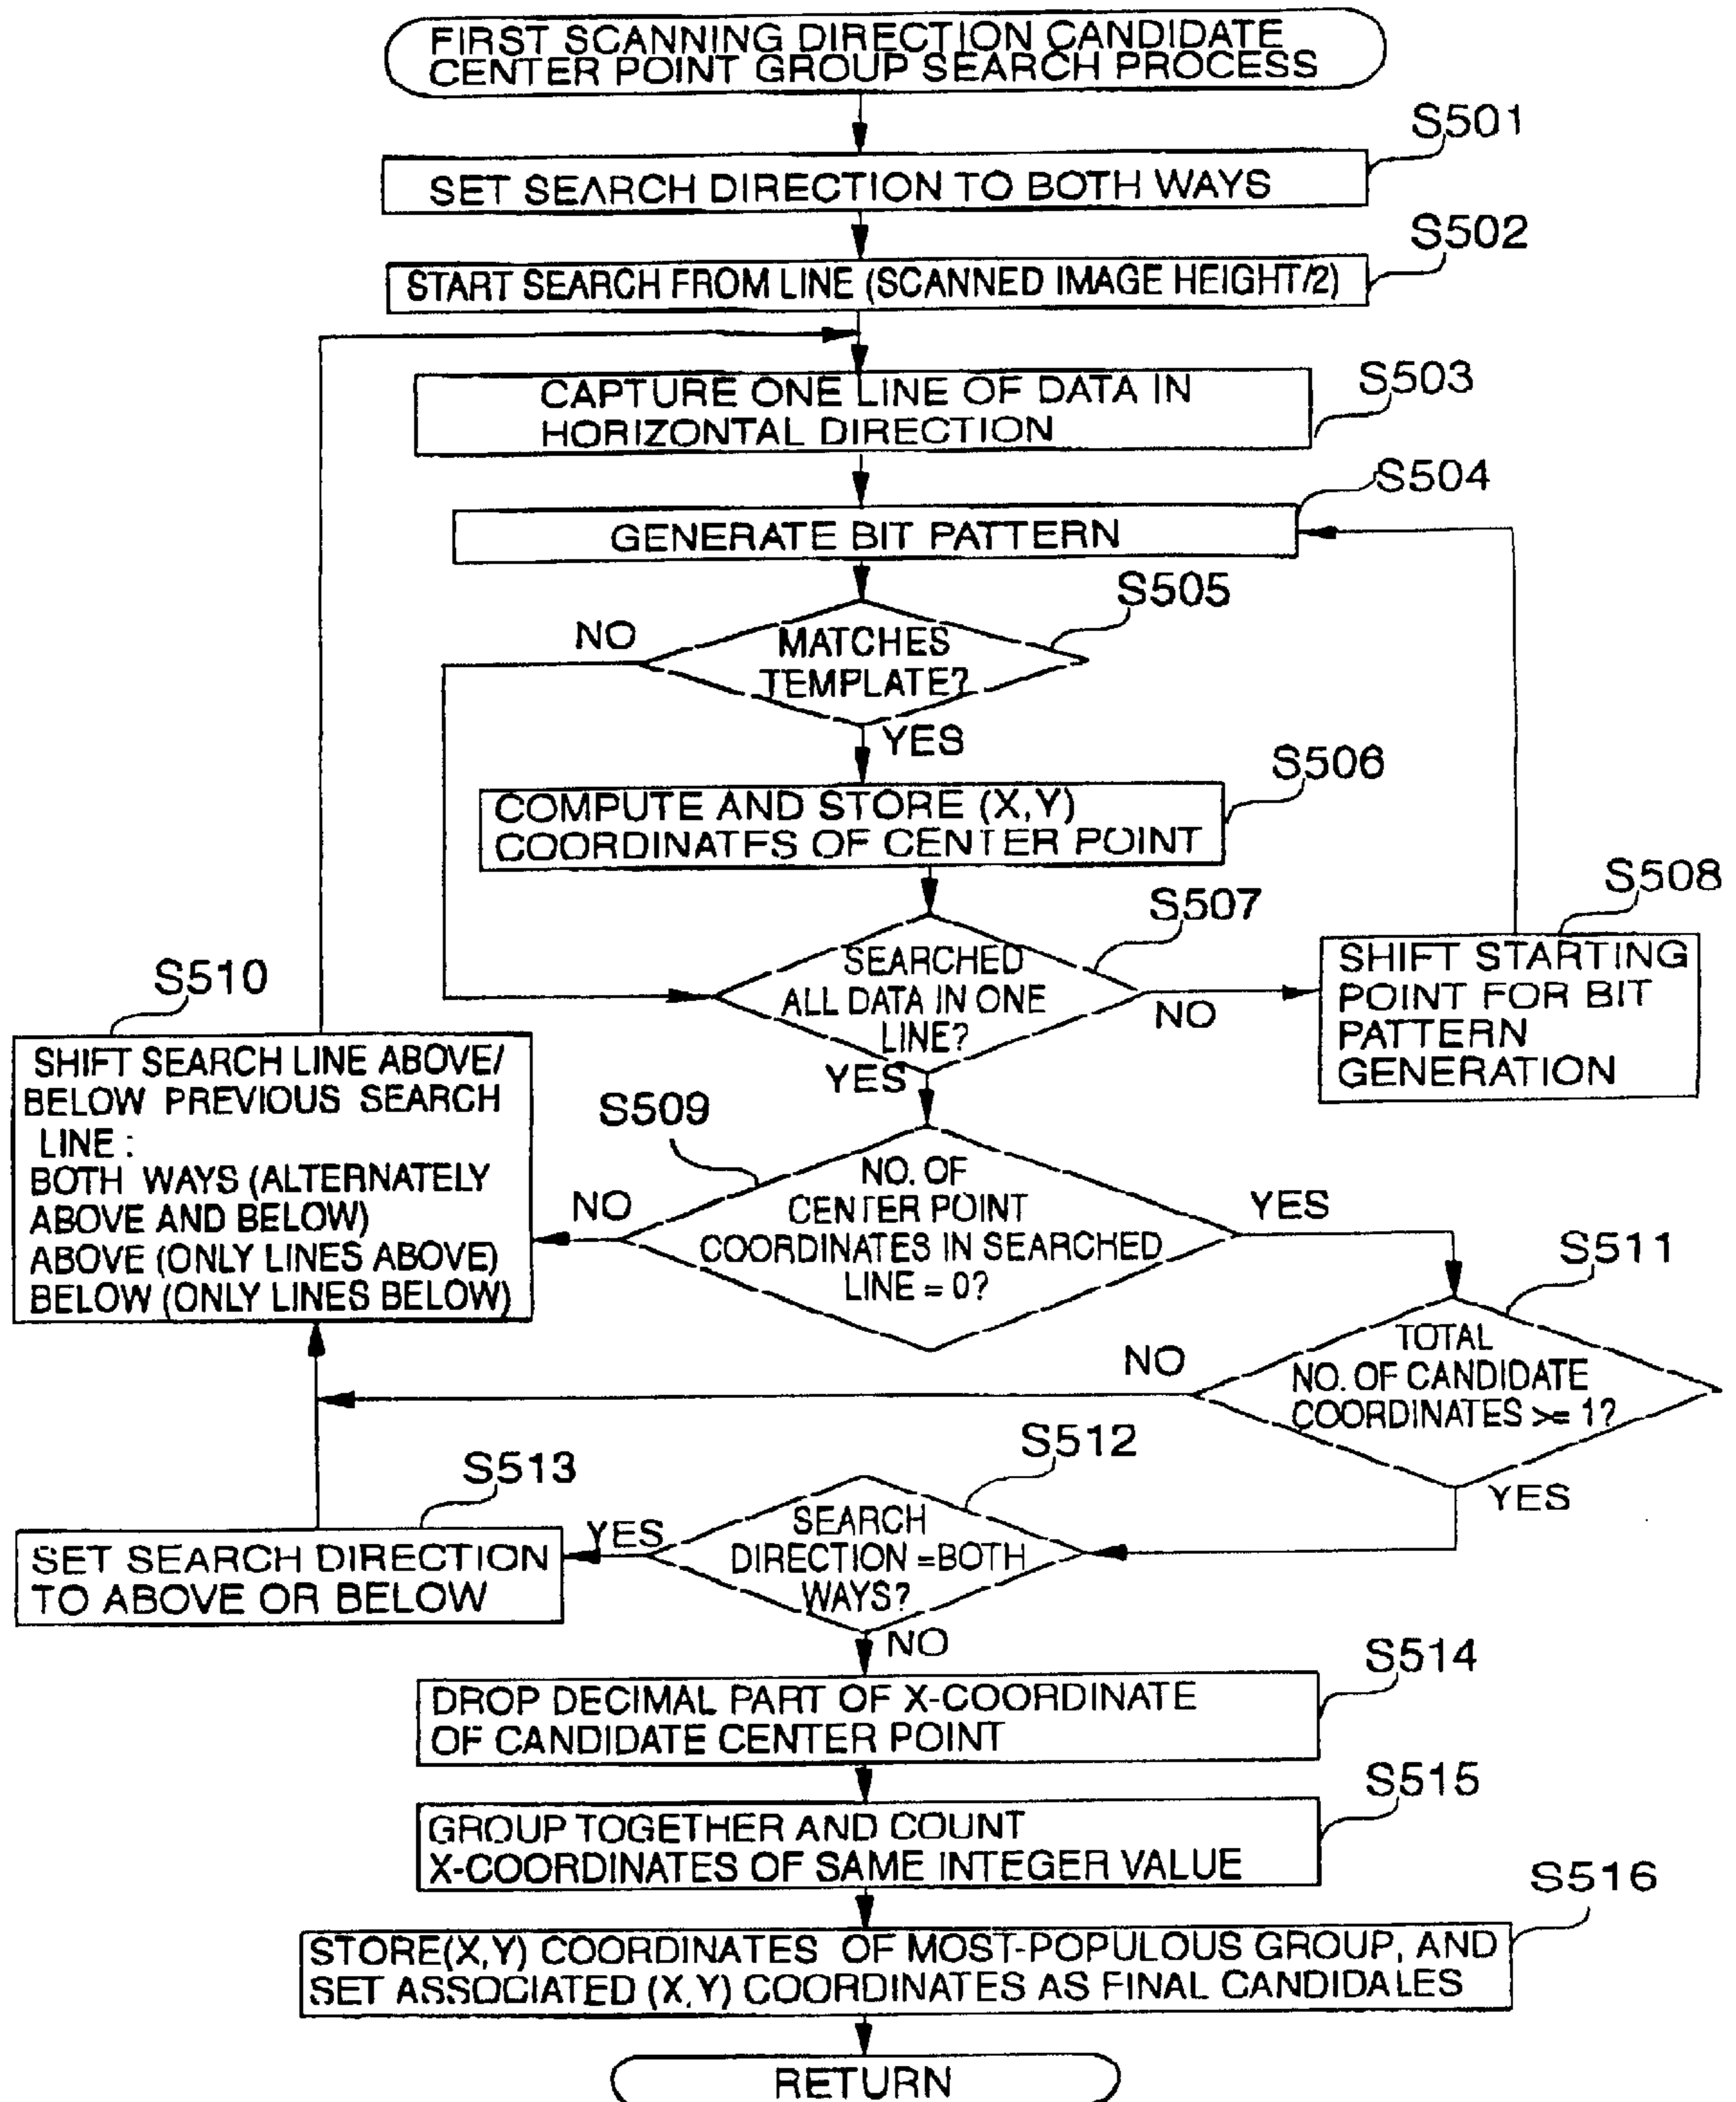 FIRST SCANNING DIRECTION CANDIDATE
CENTER POINT GROUP SEARCH PROCESS
S501
SET SEARCH DIRECTION TO BOTH WAYS
S502
START SEARCH FROM LINE (SCANNED IMAGE HEIGHT/2)
S503
CAPTURE ONE LINE OF DATA IN
HORIZONTAL DIRECTION
S504
GENERATE BIT PATTERN
S505
NO
MATCHES
TEMPLATE?
YES
S506
COMPUTE AND STORE (X,Y)
COORDINATES OF CENTER POINT
S507
SEARCHED
ALL DATA IN ONE
LINE?
NO
YES
S508
SHIFT STARTING
POINT FOR BIT
PATTERN
GENERATION
S510
SHIFT SEARCH LINE ABOVE/
BELOW PREVIOUS SEARCH
LINE :
BOTH WAYS (ALTERNATELY
ABOVE AND BELOW)
ABOVE (ONLY LINES ABOVE)
BELOW (ONLY LINES BELOW)
S509
NO
NO. OF
CENTER POINT
COORDINATES IN SEARCHED
LINE = 0?
YES
S511
TOTAL
NO. OF CANDIDATE
COORDINATES >= 1?
NO
YES
S512
SEARCH
DIRECTION =BOTH
WAYS?
YES
NO
S513
SET SEARCH DIRECTION
TO ABOVE OR BELOW
S514
DROP DECIMAL PART OF X-COORDINATE
OF CANDIDATE CENTER POINT
S515
GROUP TOGETHER AND COUNT
X-COORDINATES OF SAME INTEGER VALUE
S516
STORE(X,Y) COORDINATES OF MOST-POPULOUS GROUP, AND
SET ASSOCIATED (X,Y) COORDINATES AS FINAL CANDIDALES
RETURN